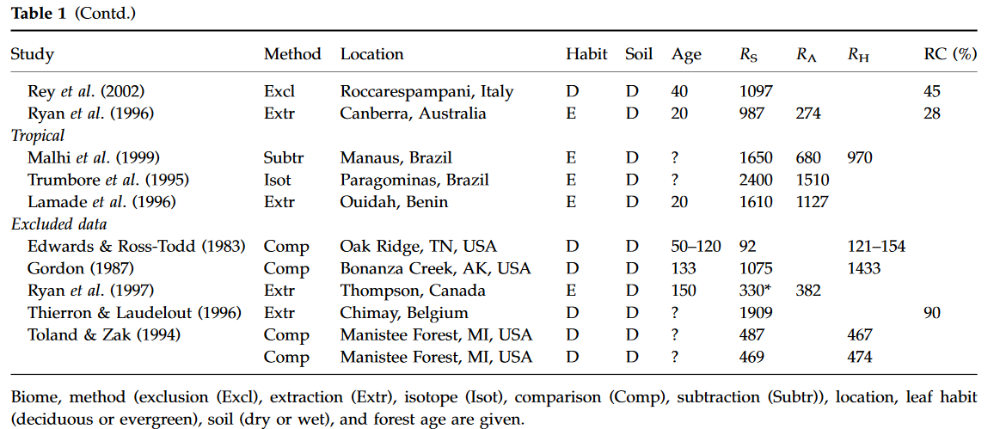 Table 1 (Contd.)
Study Method Location Habit Soil Age RS RA RH RC (%)
Rey et al. (2002) Excl Roccarespampani, Italy D D 40 1097 45
Ryan et al. (1996) Extr Canberra, Australia E D 20 987 274 28
Tropical
Malhi et al. (1999) Subtr Manaus, Brazil E D ? 1650 680 970
Trumbore et al. (1995) Isot Paragominas, Brazil E D ? 2400 1510
Lamade et al. (1996) Extr Ouidah, Benin E D 20 1610 1127
Excluded data
Edwards & Ross-Todd (1983) Comp Oak Ridge, TN, USA D D 50–120 92 121–154
Gordon (1987) Comp Bonanza Creek, AK, USA D D 133 1075 1433
Ryan et al. (1997) Extr Thompson, Canada E D 150 330* 382
Thierron & Laudelout (1996) Extr Chimay, Belgium D D ? 1909 90
Toland & Zak (1994) Comp Manistee Forest, MI, USA D D ? 487 467
Comp Manistee Forest, MI, USA D D ? 469 474
Biome, method (exclusion (Excl), extraction (Extr), isotope (Isot), comparison (Comp), subtraction (Subtr)), location, leaf habit
(deciduous or evergreen), soil (dry or wet), and forest age are given.